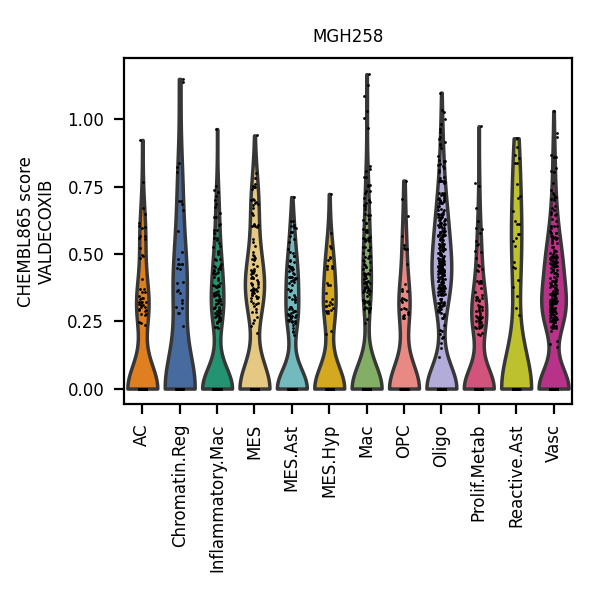 MGH258
CHEMBL865 score
VALDECOXIB
1.00
0.75
0.50
0.25
0.00
AC
Chromatin.Reg
Inflammatory.Mac
MES
MES.Ast
MES.Hyp
Mac
OPC
Oligo
Prolif.Metab
Reactive.Ast
Vasc